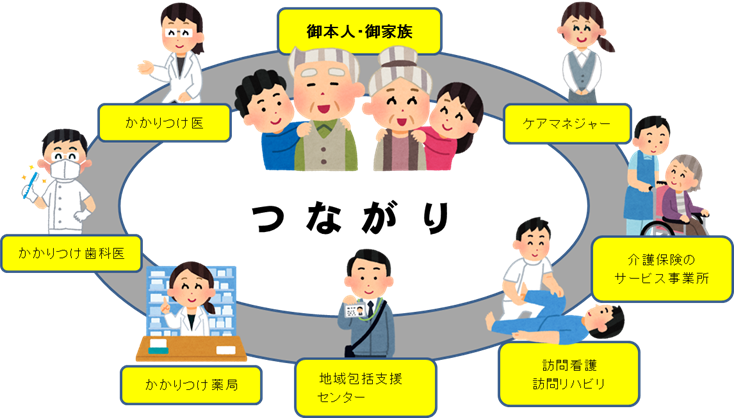 御本人・御家族
かかりつけ医
ケアマネジャー
つながり
かかりつけ歯科医
介護保険の
サービス事業所
かかりつけ薬局
地域包括支援
センター
訪問看護
訪問リハビリ